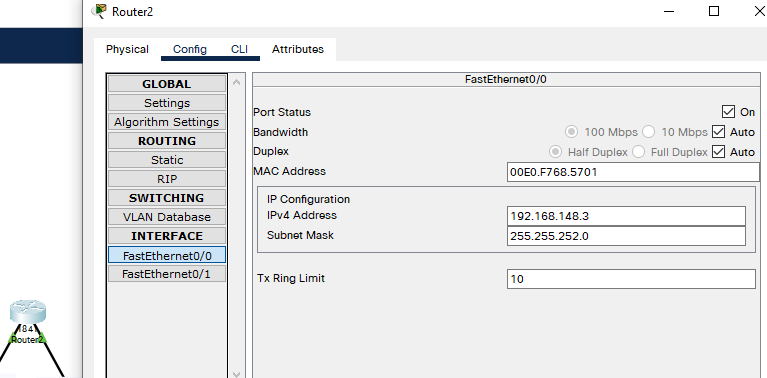 Router2
Physical Config CLI Attributes
GLOBAL
Settings
Algorithm Settings
ROUTING
Static
RIP
SWITCHING
VLAN Database
INTERFACE
FastEthernet0/0
FastEthernet0/1
FastEthernet0/0
Port Status On
Bandwidth 100 Mbps 10 Mbps Auto
Duplex Half Duplex Full Duplex Auto
MAC Address 00E0.F768.5701
IP Configuration
IPv4 Address 192.168.148.3
Subnet Mask 255.255.252.0
Tx Ring Limit 10
1841
Router2